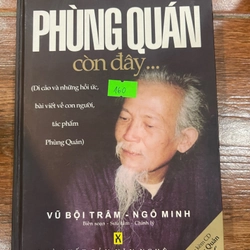 PHÙNG QUÁN
còn đây...
(Di cảo và những hồi ức,
bài viết về con người,
tác phẩm
Phùng Quán)
160
VŨ BỘI TRÂM - NGÔ MINH
Biên soạn - Sưu tầm - Chỉnh lý
X